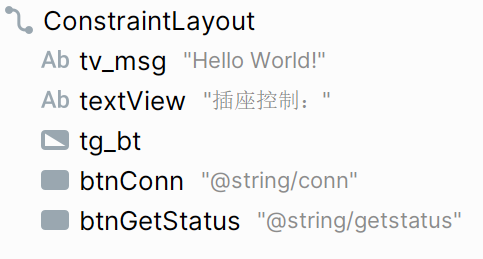 ConstraintLayout
Ab tv_msg "Hello World!"
Ab textView "插座控制："
tg_bt
btnConn "@string/conn"
btnGetStatus "@string/getstatus"